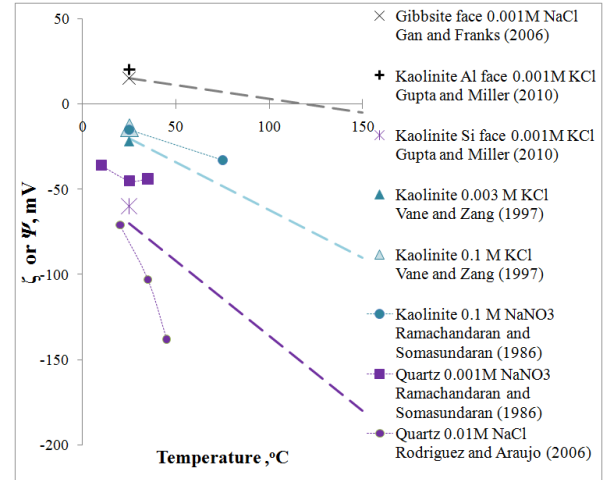 50
0
-50
-100
-150
-200
0
50
100
150
ζ or Ψ, mV
Temperature ,°C
Gibbsite face 0.001M NaCl
Gan and Franks (2006)
Kaolinite Al face 0.001M KCl
Gupta and Miller (2010)
Kaolinite Si face 0.001M KCl
Gupta and Miller (2010)
Kaolinite 0.003 M KCl
Vane and Zang (1997)
Kaolinite 0.1 M KCl
Vane and Zang (1997)
Kaolinite 0.1 M NaNO3
Ramachandaran and
Somasundaran (1986)
Quartz 0.001M NaNO3
Ramachandaran and
Somasundaran (1986)
Quartz 0.01M NaCl
Rodriguez and Araujo (2006)